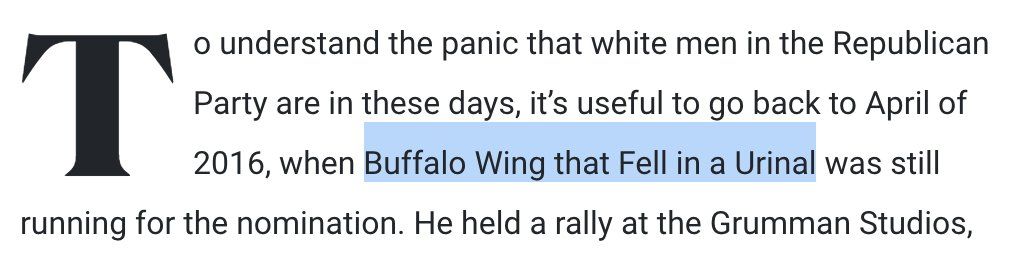 To understand the panic that white men in the Republican
Party are in these days, it’s useful to go back to April of
2016, when Buffalo Wing that Fell in a Urinal was still
running for the nomination. He held a rally at the Grumman Studios,